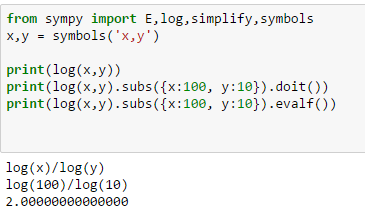 from sympy import E,log,simplify,symbols
x,y = symbols('x,y')
print(log(x,y))
print(log(x,y).subs({x:100, y:10}).doit())
print(log(x,y).subs({x:100, y:10}).evalf())
log(x)/log(y)
log(100)/log(10)
2.00000000000000